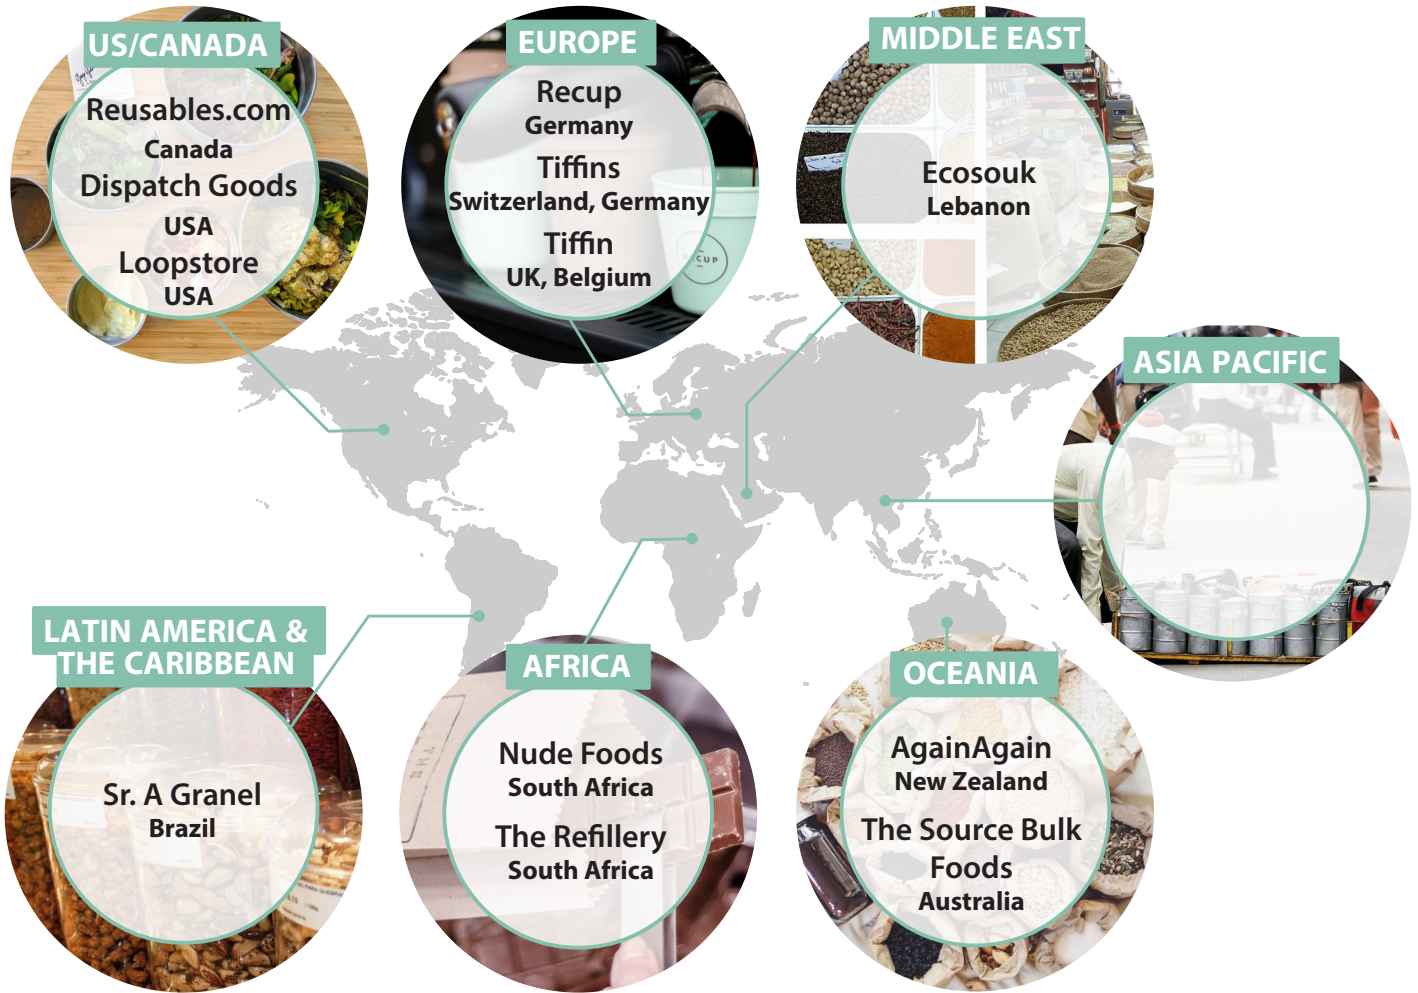 US/CANADA
Reusables.com
Canada
Dispatch Goods
USA
Loopstore
USA
EUROPE
Recup
Germany
Tiffins
Switzerland, Germany
Tiffin
UK, Belgium
MIDDLE EAST
Ecosouk
Lebanon
ASIA PACIFIC
LATIN AMERICA &
THE CARIBBEAN
Sr. A Granel
Brazil
AFRICA
Nude Foods
South Africa
The Refillery
South Africa
OCEANIA
AgainAgain
New Zealand
The Source Bulk
Foods
Australia